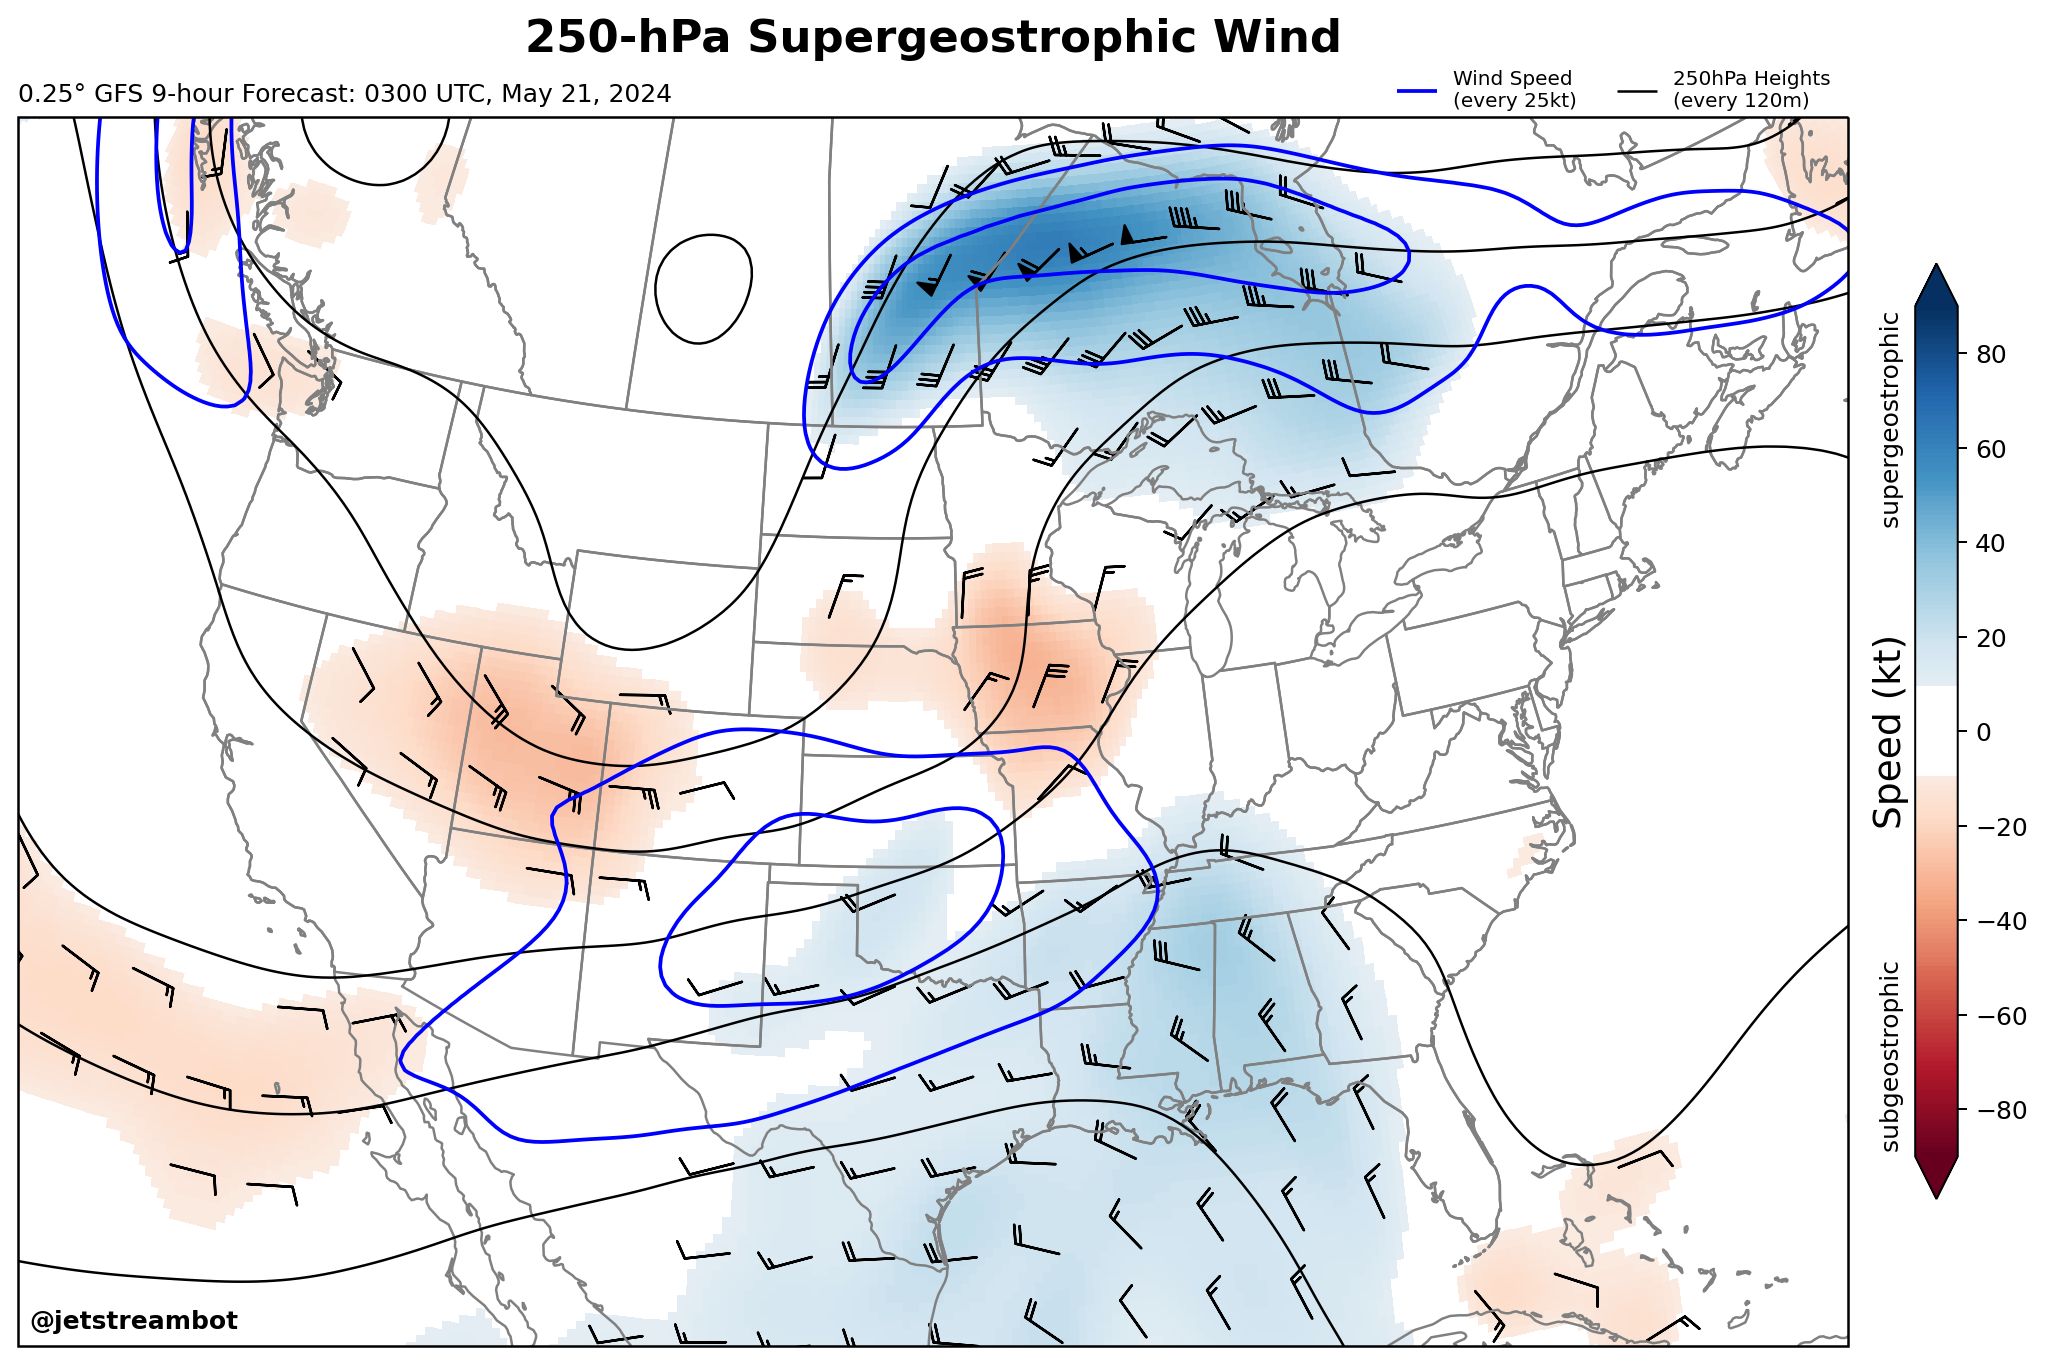 250-hPa Supergeostrophic Wind
0.25° GFS 9-hour Forecast: 0300 UTC, May 21, 2024
Wind Speed
(every 25kt)
250hPa Heights
(every 120m)
supergeostrophic
Speed (kt)
subgeostrophic
80
60
40
20
0
−20
−40
−60
−80
@jetstreambot